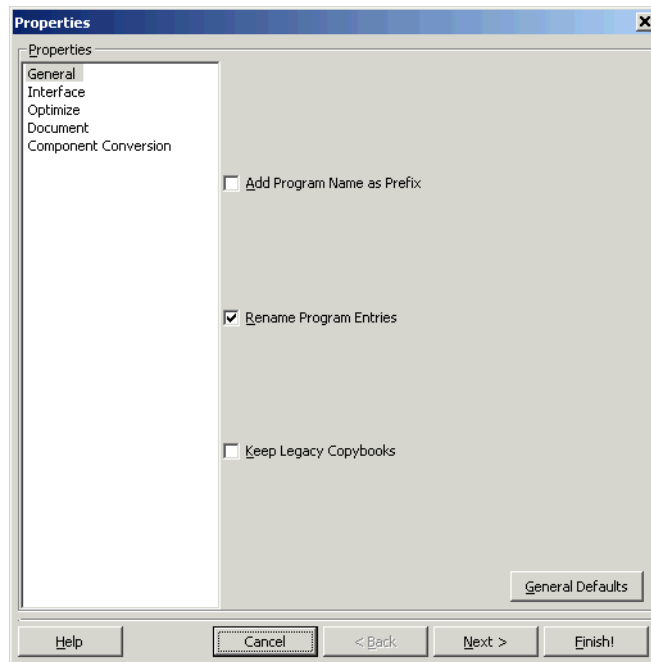 Properties
Properties
General
Interface
Optimize
Document
Component Conversion
Add Program Name as Prefix
Rename Program Entries
Keep Legacy Copybooks
General Defaults
Help
Cancel
< Back
Next >
Finish!